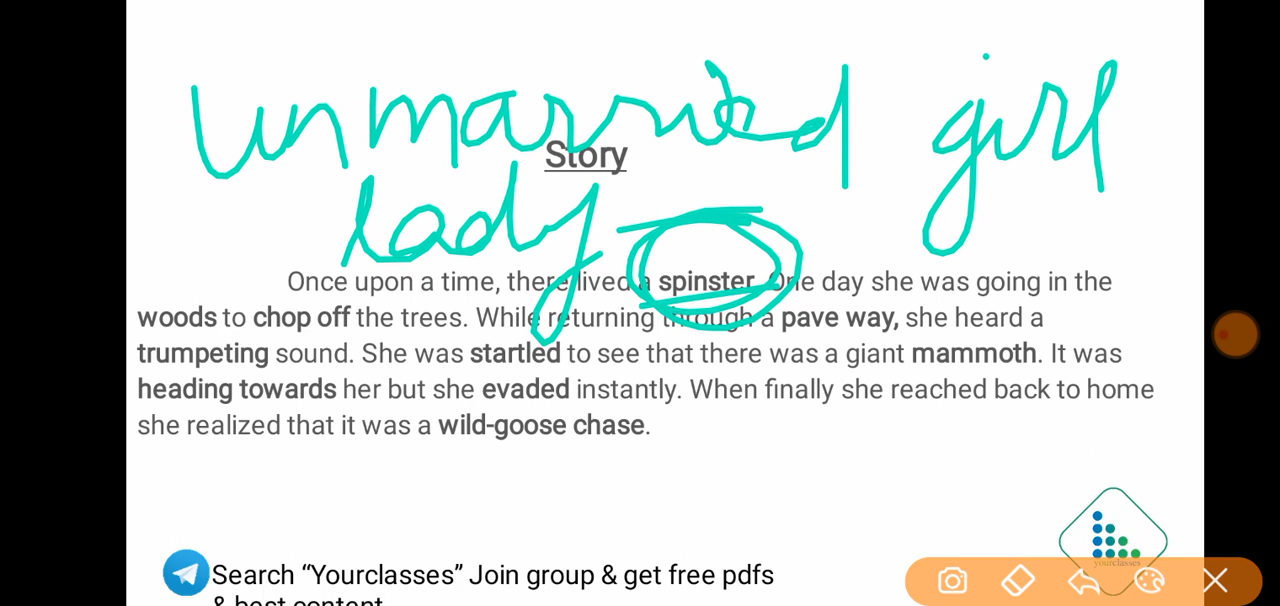 unmarried girl
Story
lady
Once upon a time, there lived a spinster. One day she was going in the
woods to chop off the trees. While returning through a pave way, she heard a
trumpeting sound. She was startled to see that there was a giant mammoth. It was
heading towards her but she evaded instantly. When finally she reached back to home
she realized that it was a wild-goose chase.
yourclasses
Search “Yourclasses” Join group & get free pdfs
& best content